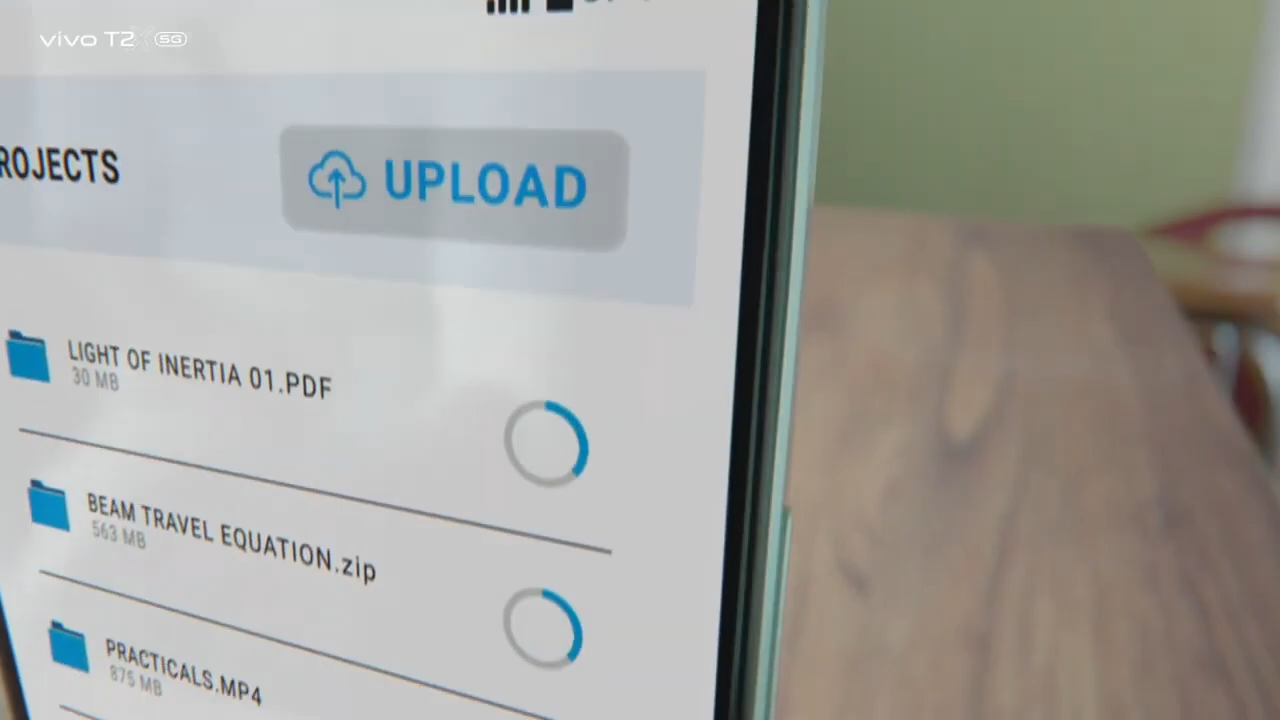 vivo T2x 5G
ROJECTS
UPLOAD
LIGHT OF INERTIA 01.PDF
30 MB
BEAM TRAVEL EQUATION.zip
563 MB
PRACTICALS.MP4
875 MB